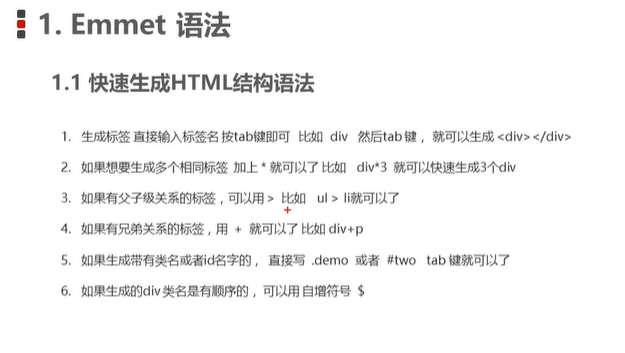 1. Emmet 语法
1.1 快速生成HTML结构语法
1. 生成标签 直接输入标签名 按tab键即可 比如 div 然后tab 键， 就可以生成 <div></div>
2. 如果想要生成多个相同标签 加上 * 就可以了 比如 div*3 就可以快速生成3个div
3. 如果有父子级关系的标签，可以用 > 比如 ul > li就可以了
4. 如果有兄弟关系的标签，用 + 就可以了 比如 div+p
5. 如果生成带有类名或者id名字的， 直接写 .demo 或者 #two tab 键就可以了
6. 如果生成的div 类名是有顺序的， 可以用 自增符号 $